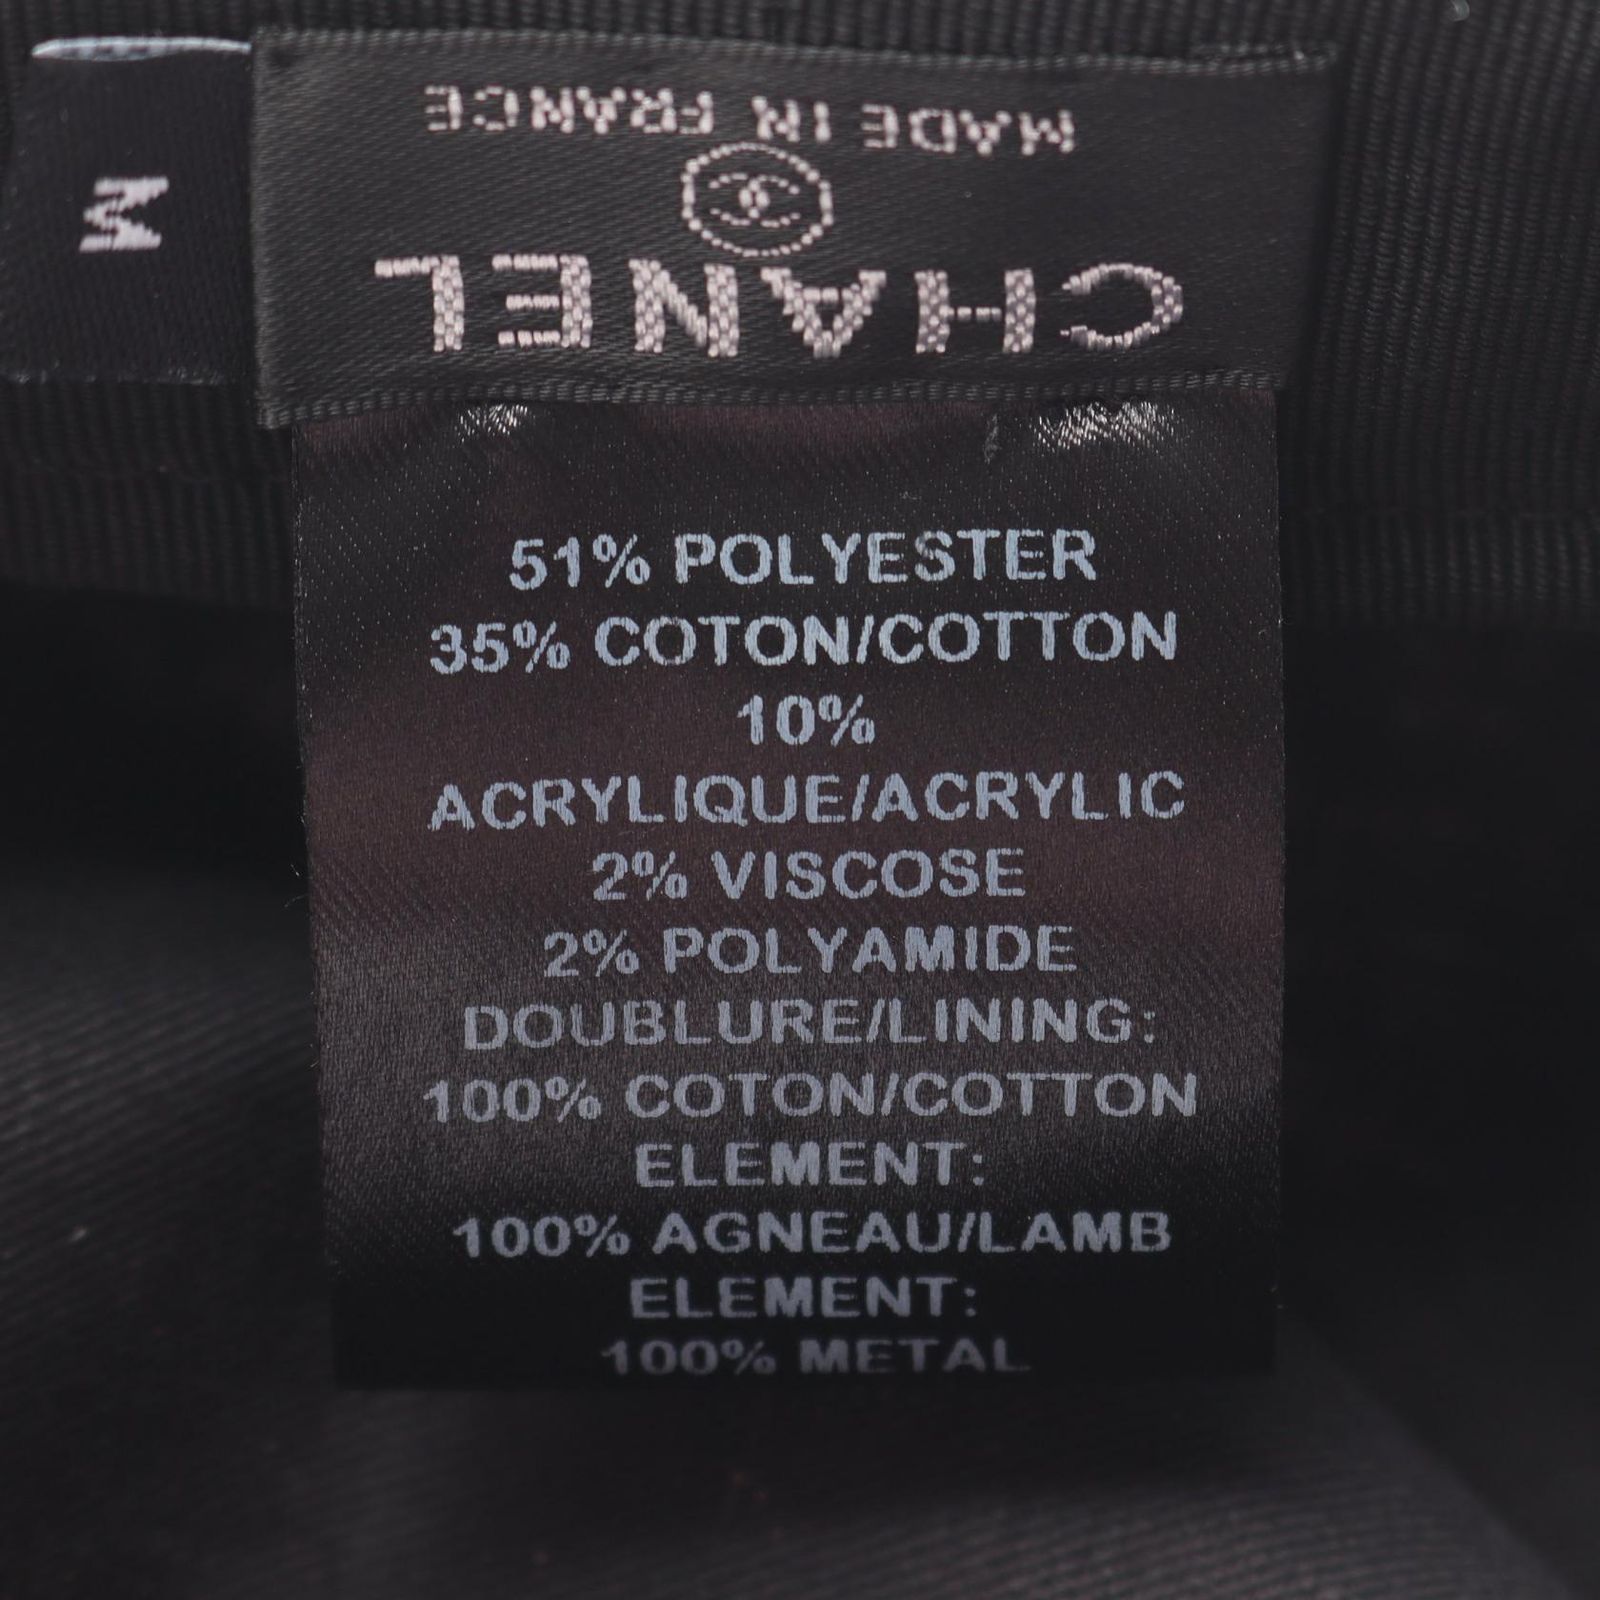 M
MADE IN FRANCE
CHANEL
51% POLYESTER
35% COTON/COTTON
10%
ACRYLIQUE/ACRYLIC
2% VISCOSE
2% POLYAMIDE
DOUBLURE/LINING:
100% COTON/COTTON
ELEMENT:
100% AGNEAU/LAMB
ELEMENT:
100% METAL